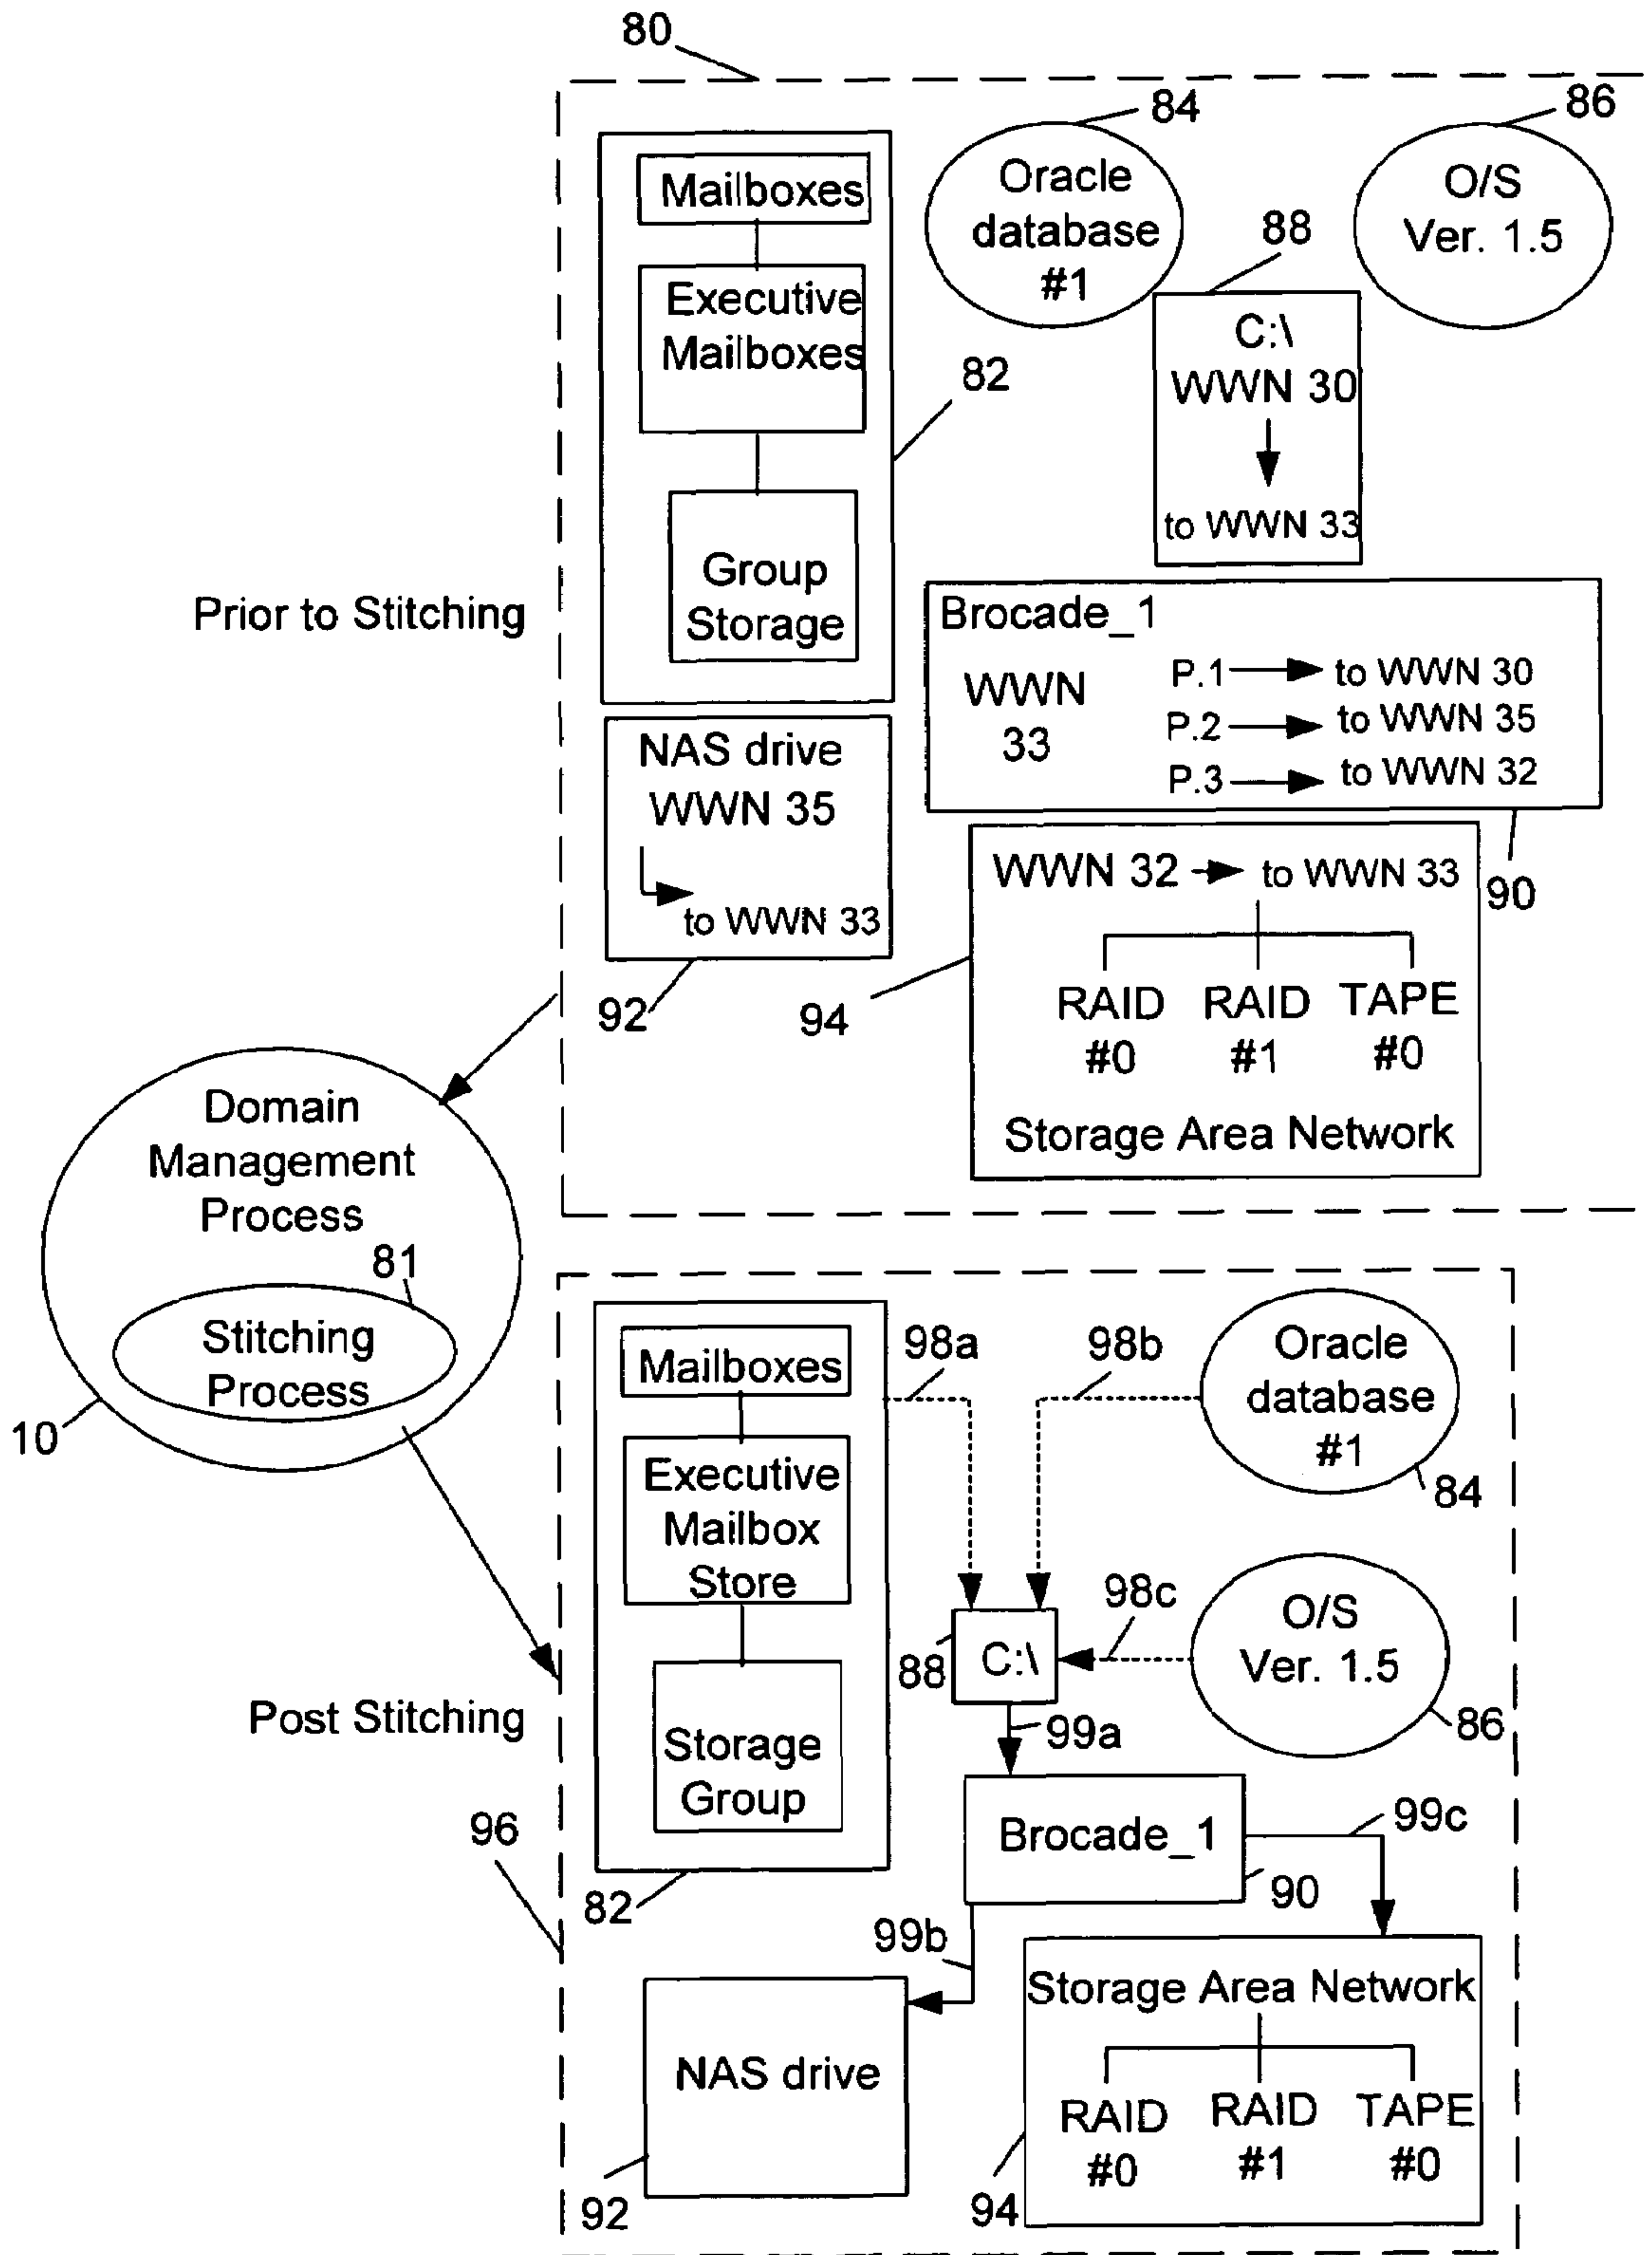 80
84
86
Mailboxes
Oracle
database
#1
O/S
Ver. 1.5
88
Executive
Mailboxes
82
C:\
WWN 30
to WWN 33
Group
Storage
Prior to Stitching
Brocade_1
WWN
33
P.1 to WWN 30
P.2 to WWN 35
P.3 to WWN 32
NAS drive
WWN 35
to WWN 33
90
WWN 32 to WWN 33
92
94
RAID
#0
RAID
#1
TAPE
#0
Storage Area Network
Domain
Management
Process
81
Stitching
Process
10
Mailboxes
98a
98b
Oracle
database
#1
84
Executive
Mailbox
Store
98c
O/S
Ver. 1.5
88
C:\
86
Post Stitching
99a
Storage
Group
96
Brocade_1
99c
90
82
99b
Storage Area Network
NAS drive
RAID
#0
RAID
#1
TAPE
#0
92
94